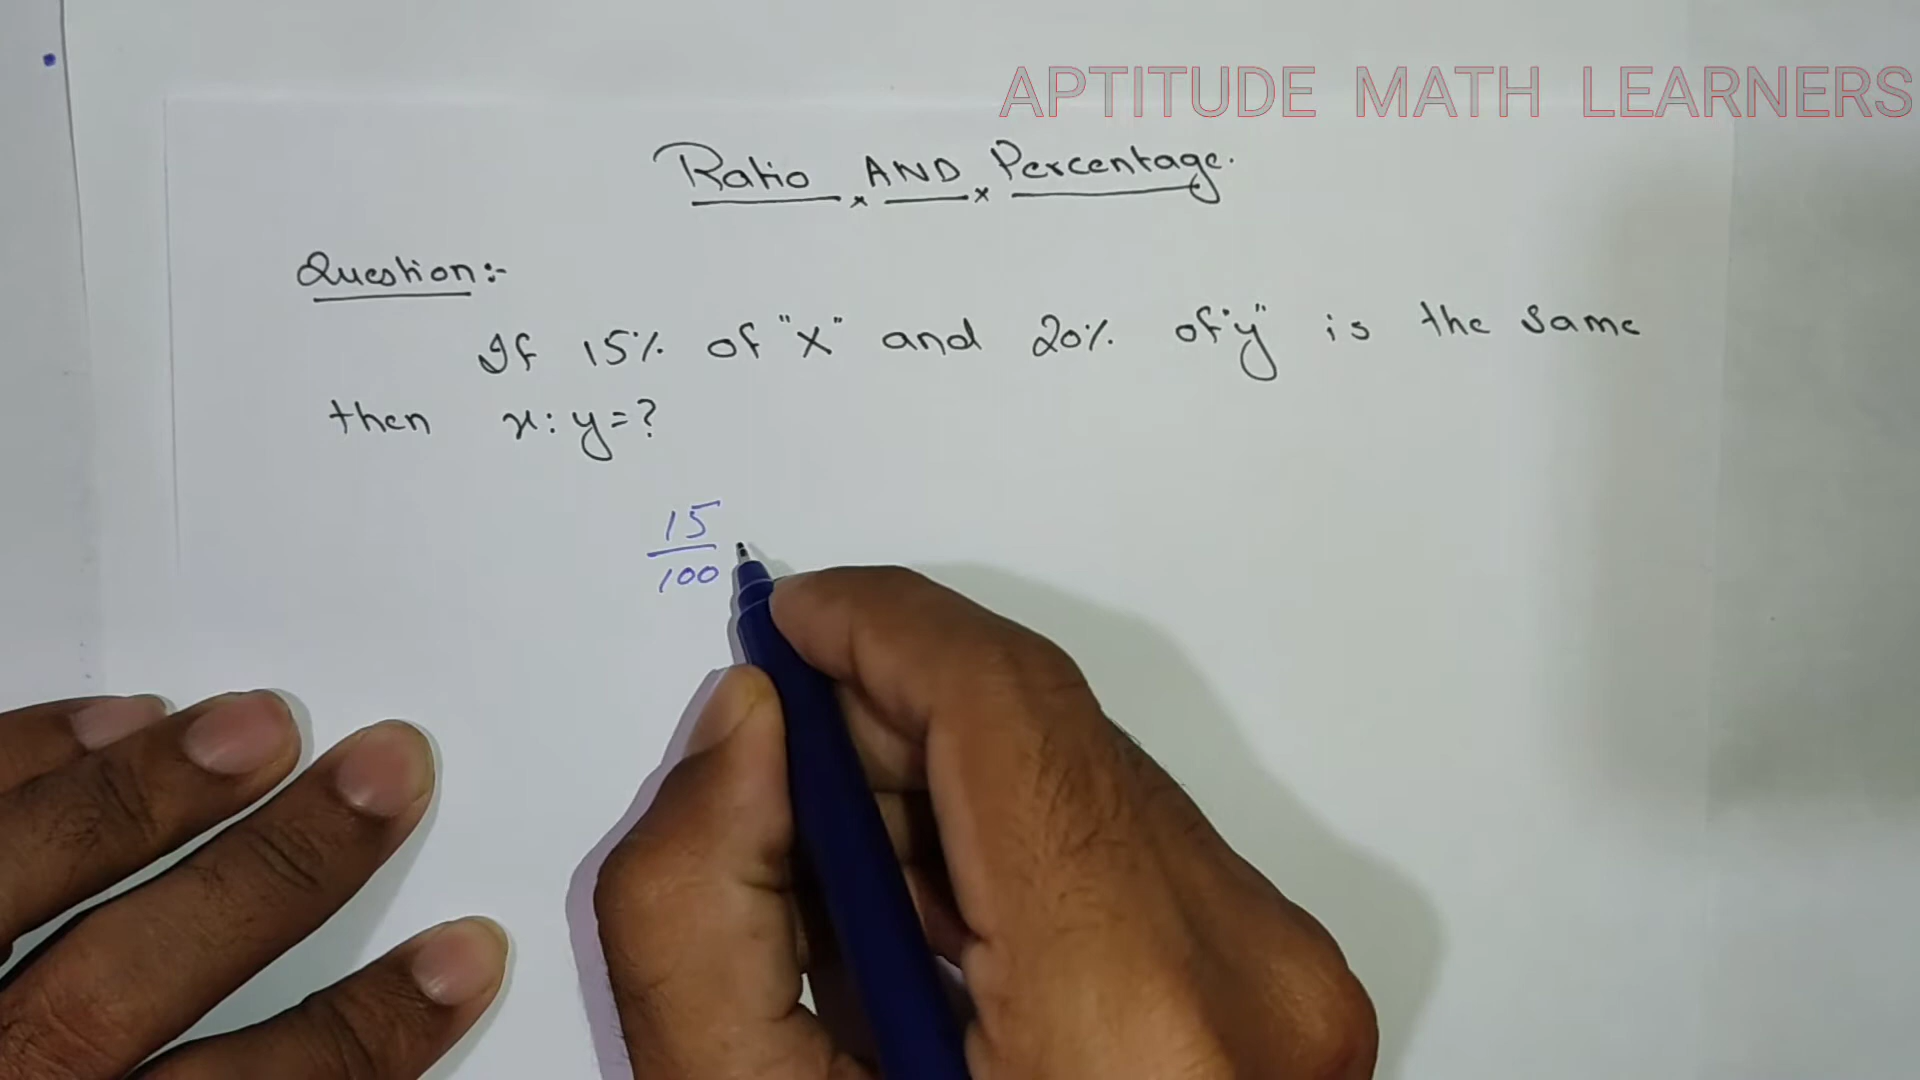 APTITUDE MATH LEARNERS
Ratio AND Percentage.
Question:-
If 15% of "X" and 20% of "y" is the same
then x:y=?
15
100